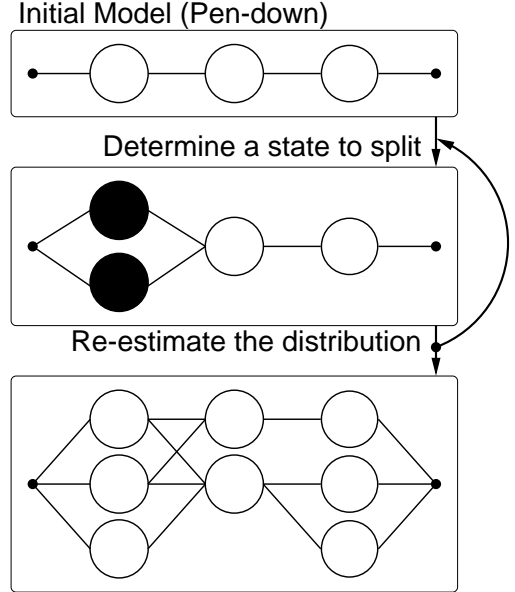 Initial Model (Pen-down)
Determine a state to split
Re-estimate the distribution